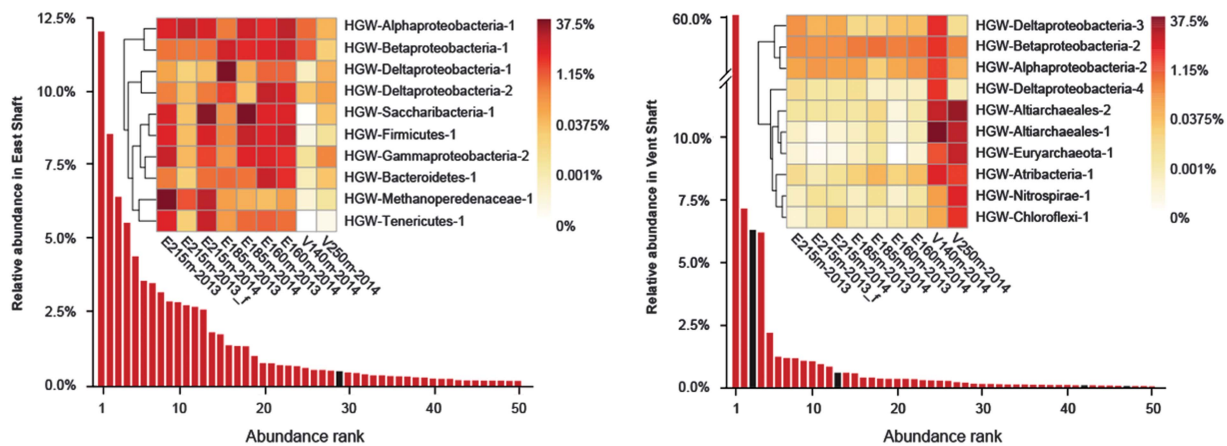 Relative abundance in East Shaft
12.5%
10.0%
7.5%
5.0%
2.5%
0.0%
HGW-Alphaproteobacteria-1
HGW-Betaproteobacteria-1
HGW-Deltaproteobacteria-1
HGW-Deltaproteobacteria-2
HGW-Saccharibacteria-1
HGW-Firmicutes-1
HGW-Gammaproteobacteria-2
HGW-Bacteroidetes-1
HGW-Methanoperedenaceae-1
HGW-Tenericutes-1
37.5%
1.15%
0.0375%
0.001%
0%
E215m-2013
E215m-2013_f
E215m-2014
E185m-2013
E185m-2014
E160m-2013
E160m-2014
V140m-2014
V250m-2014
1
10
20
30
40
50
Abundance rank
Relative abundance in Vent Shaft
60.0%
10.0%
7.5%
5.0%
2.5%
0.0%
HGW-Deltaproteobacteria-3
HGW-Betaproteobacteria-2
HGW-Alphaproteobacteria-2
HGW-Deltaproteobacteria-4
HGW-Altiarchaeales-2
HGW-Altiarchaeales-1
HGW-Euryarchaeota-1
HGW-Atribacteria-1
HGW-Nitrospirae-1
HGW-Chloroflexi-1
37.5%
1.15%
0.0375%
0.001%
0%
E215m-2013
E215m-2013_f
E215m-2014
E185m-2013
E185m-2014
E160m-2013
E160m-2014
V140m-2014
V250m-2014
1
10
20
30
40
50
Abundance rank